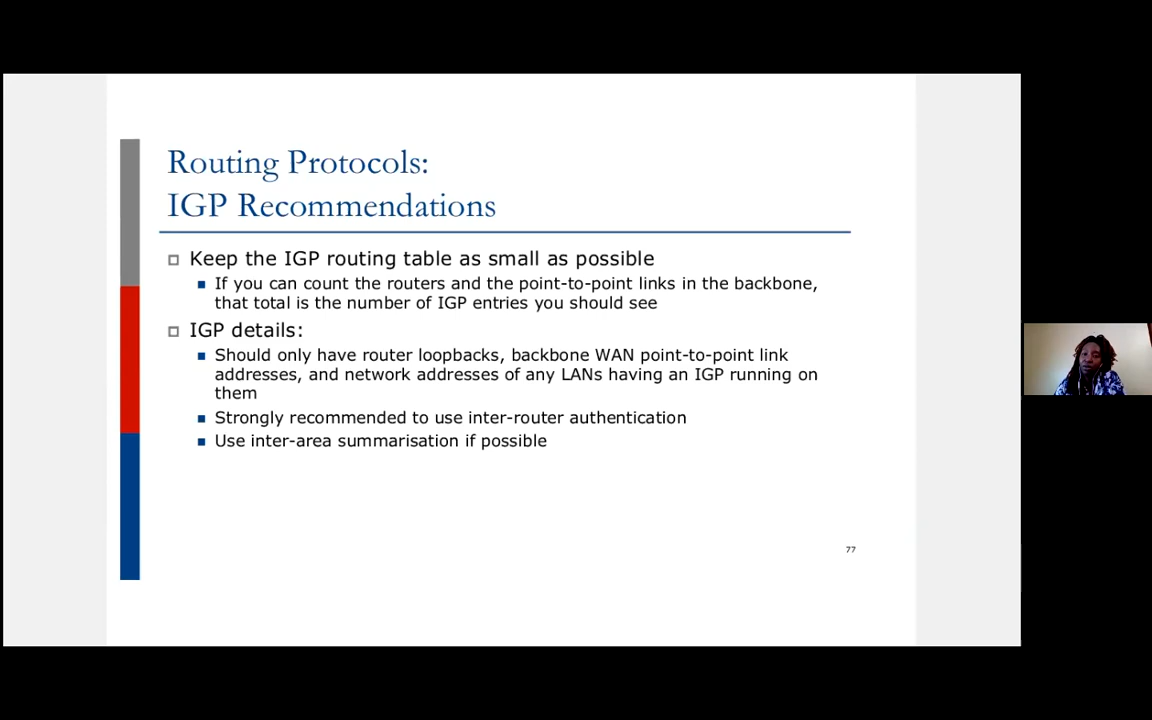 Routing Protocols:
IGP Recommendations
Keep the IGP routing table as small as possible
If you can count the routers and the point-to-point links in the backbone,
that total is the number of IGP entries you should see
IGP details:
Should only have router loopbacks, backbone WAN point-to-point link
addresses, and network addresses of any LANs having an IGP running on
them
Strongly recommended to use inter-router authentication
Use inter-area summarisation if possible
77